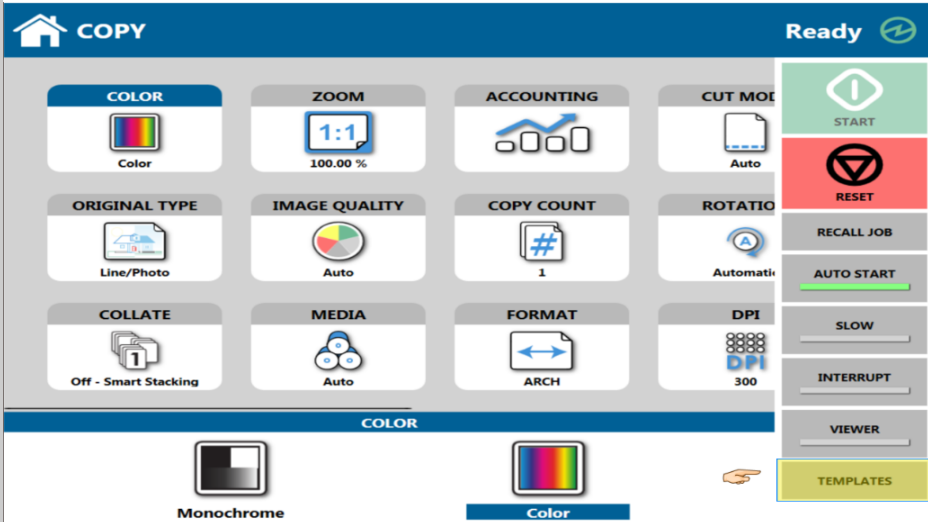 COPY
Ready
COLOR
Color
ZOOM
1:1
100.00 %
ACCOUNTING
CUT MOD
Auto
ORIGINAL TYPE
Line/Photo
IMAGE QUALITY
Auto
COPY COUNT
#
1
ROTATIO
A
Automatic
COLLATE
1
Off - Smart Stacking
MEDIA
Auto
FORMAT
ARCH
DPI
DPI
300
COLOR
Monochrome
Color
START
RESET
RECALL JOB
AUTO START
SLOW
INTERRUPT
VIEWER
TEMPLATES